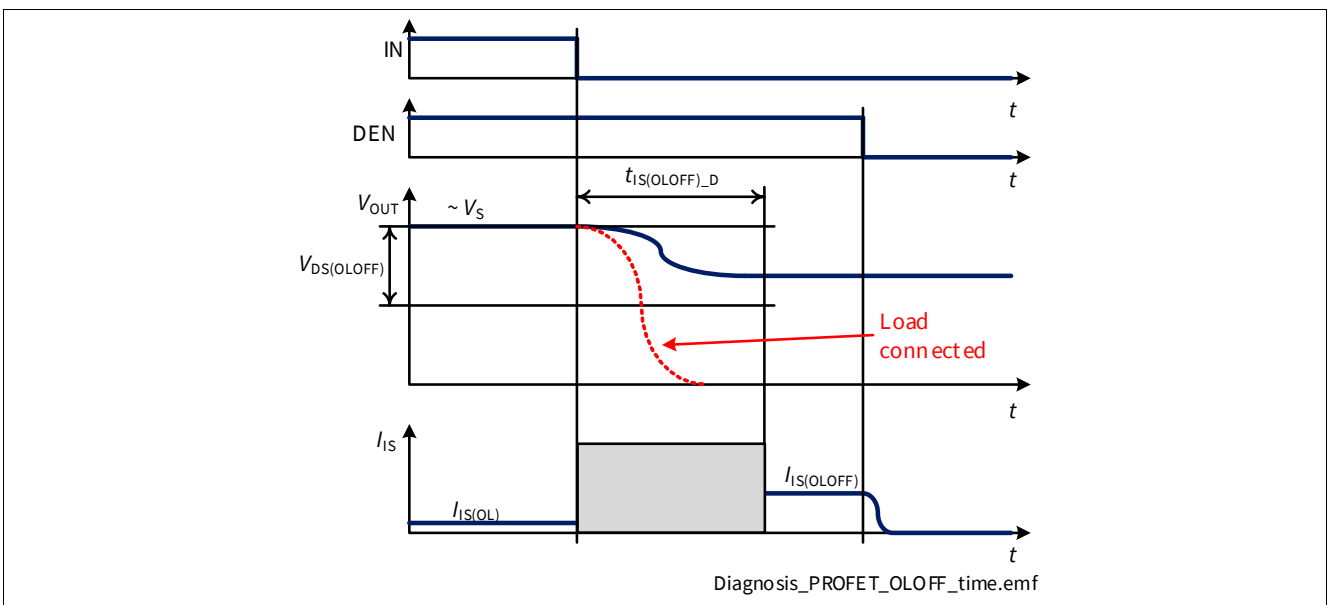 IN
t
DEN
t
tIS(OLOFF)_D
VOUT
~ VS
VDS(OLOFF)
Load
connected
t
IIS
IIS(OLOFF)
IIS(OL)
t
Diagnosis_PROFET_OLOFF_time.emf